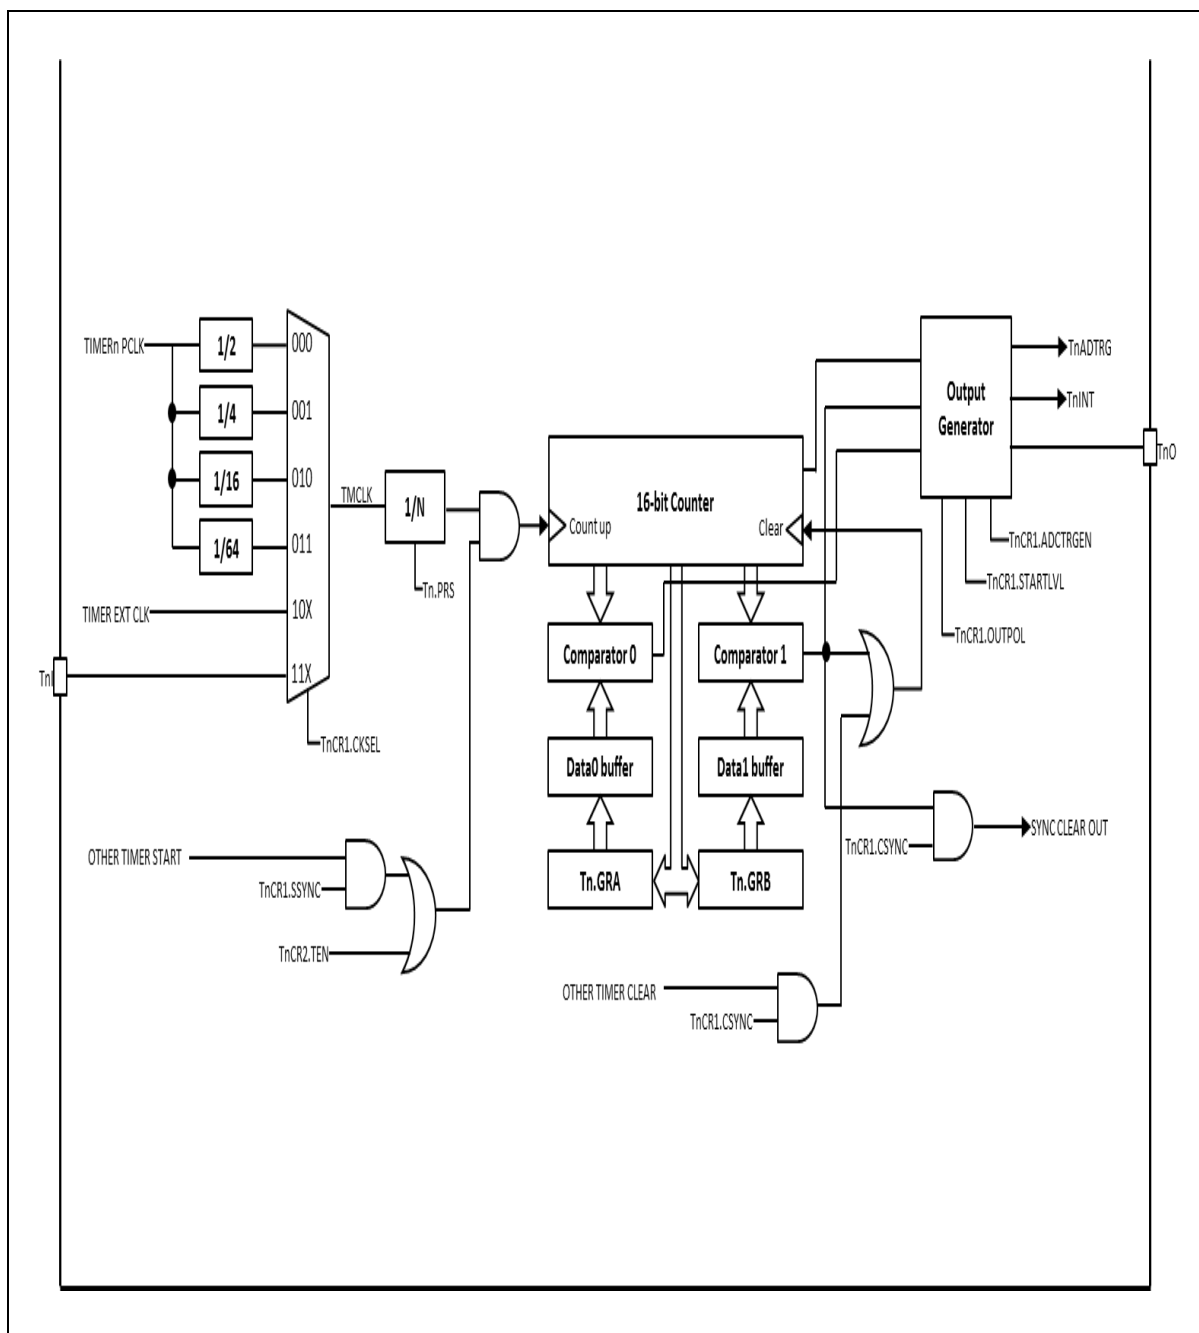 TIMERn PCLK
1/2
000
1/4
001
1/16
010
1/64
011
TIMER EXT CLK
10X
TnI
11X
TnCR1.CKSEL
TMCLK
1/N
Tn.PRS
16-bit Counter
Count up
Clear
Output
Generator
TnADTRG
TnINT
TnO
TnCR1.ADCTRGEN
TnCR1.STARTLVL
TnCR1.OUTPOL
Comparator 0
Comparator 1
Data0 buffer
Data1 buffer
Tn.GRA
Tn.GRB
OTHER TIMER START
TnCR1.SSYNC
TnCR2.TEN
SYNC CLEAR OUT
TnCR1.CSYNC
OTHER TIMER CLEAR
TnCR1.CSYNC